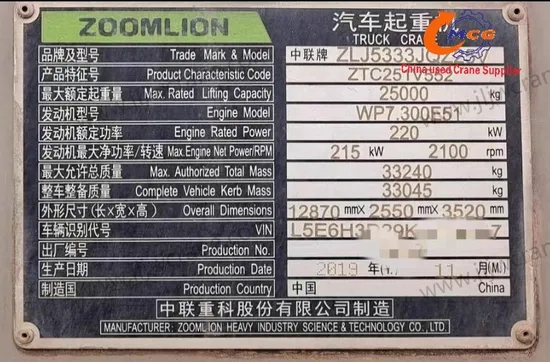 ZOOMLION 汽车起重机
TRUCK CRANE
CMCG
China used Crane Supplier
品牌及型号 Trade Mark & Model 中联牌 ZLJ5333JQZ
产品特征号 Product Characteristic Code ZTC251V552
最大额定起重量 Max. Rated Lifting Capacity 25000 kg
发动机型号 Engine Model WP7.300E51
发动机额定功率 Engine Rated Power 220 kW
发动机最大净功率/转速 Max.Engine Net Power/RPM 215 kW 2100 rpm
最大允许总质量 Max. Authorized Total Mass 33240 kg
整车整备质量 Complete Vehicle Kerb Mass 33045 kg
外形尺寸(长×宽×高) Overall Dimensions 12870 mmX 2550 mmX 3520 mm
车辆识别代号 VIN L5E6H3D29K 7
出厂编号 Production No.
生产日期 Production Date 2019 年(Y.) 11 月(M.)
制造国 Production Country 中国 China
中联重科股份有限公司制造
MANUFACTURER: ZOOMLION HEAVY INDUSTRY SCIENCE & TECHNOLOGY CO., LTD.